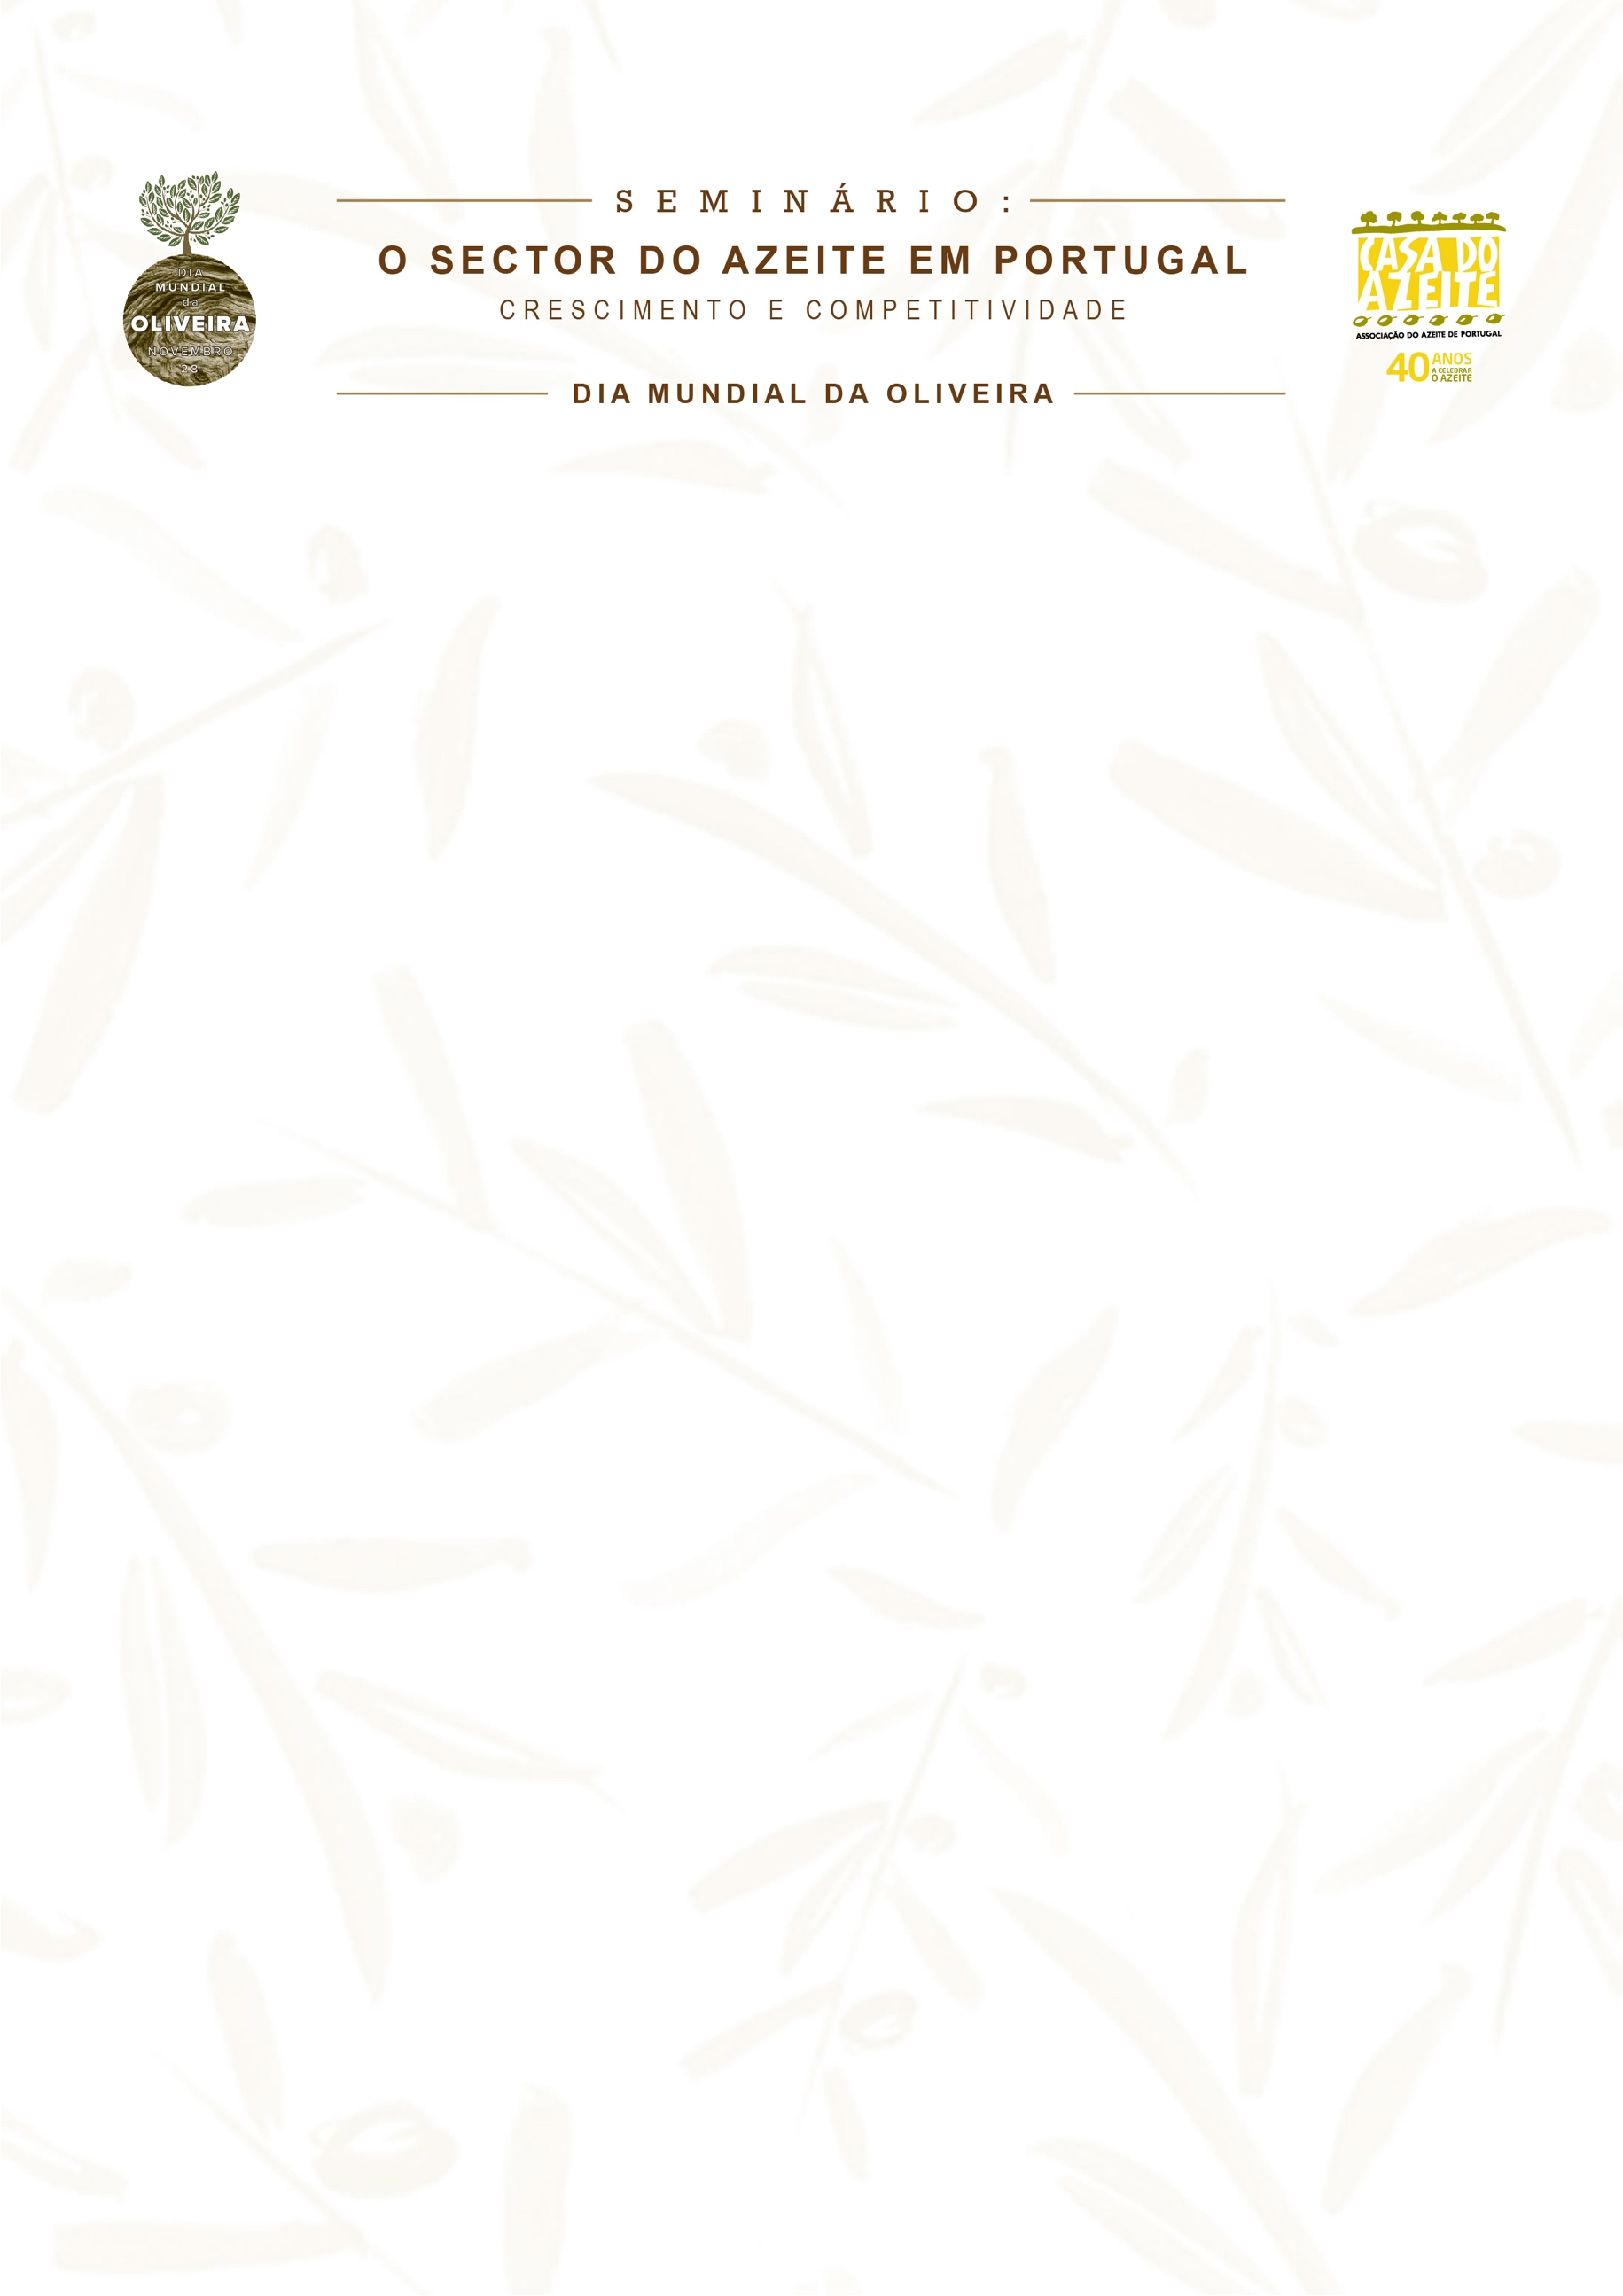 SEMINÁRIO:
O SECTOR DO AZEITE EM PORTUGAL
CRESCIMENTO E COMPETITIVIDADE
DIA MUNDIAL DA OLIVEIRA
DIA
MUNDIAL
da
OLIVEIRA
NOVEMBRO
28
CASA DO
AZEITE
ASSOCIAÇÃO DO AZEITE DE PORTUGAL
40 ANOS
A CELEBRAR
O AZEITE